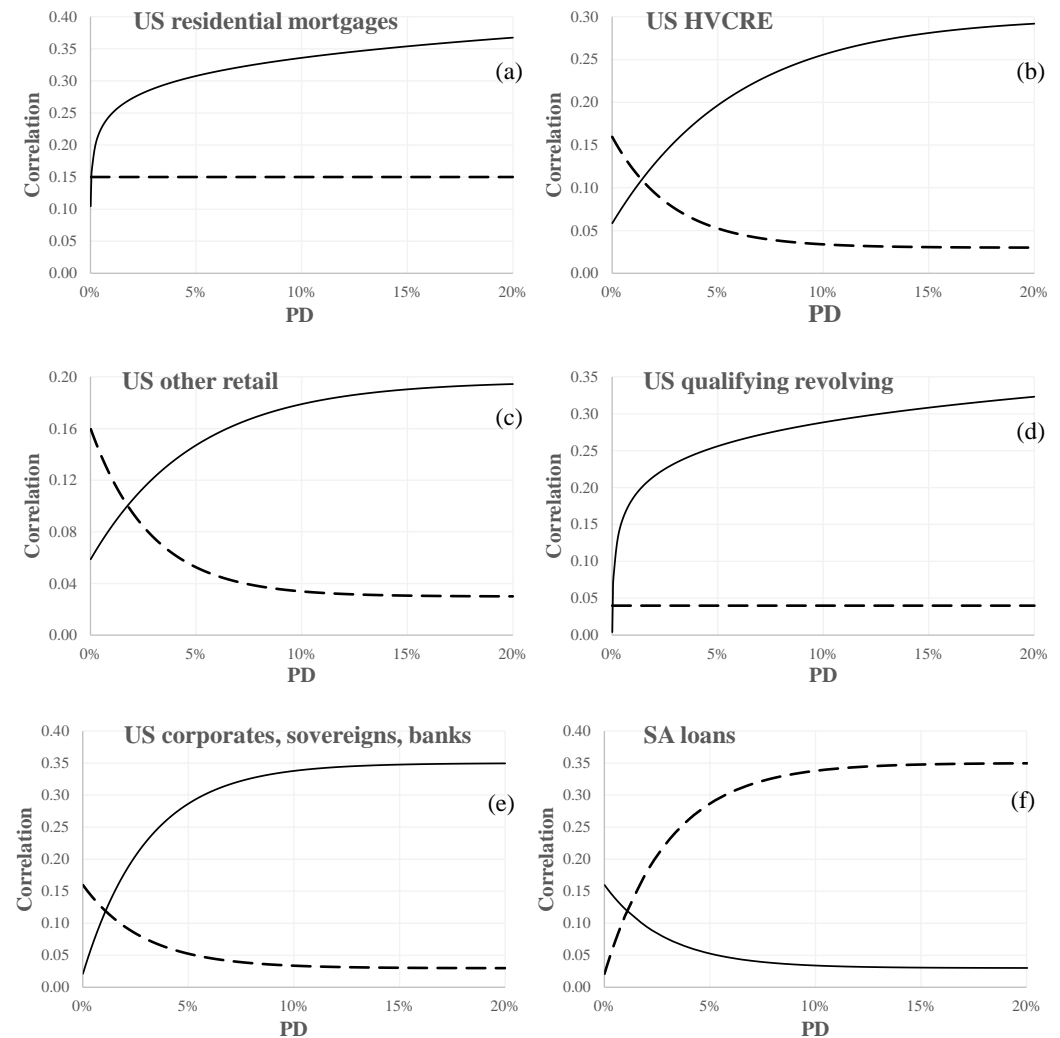 US residential mortgages
(a)
Correlation
0.40
0.35
0.30
0.25
0.20
0.15
0.10
0.05
0.00
0% 5% 10% 15% 20%
PD
US HVCRE
(b)
Correlation
0.30
0.25
0.20
0.15
0.10
0.05
0.00
0% 5% 10% 15% 20%
PD
US other retail
(c)
Correlation
0.20
0.16
0.12
0.08
0.04
0.00
0% 5% 10% 15% 20%
PD
US qualifying revolving
(d)
Correlation
0.35
0.30
0.25
0.20
0.15
0.10
0.05
0.00
0% 5% 10% 15% 20%
PD
US corporates, sovereigns, banks
(e)
Correlation
0.40
0.35
0.30
0.25
0.20
0.15
0.10
0.05
0.00
0% 5% 10% 15% 20%
PD
SA loans
(f)
Correlation
0.40
0.35
0.30
0.25
0.20
0.15
0.10
0.05
0.00
0% 5% 10% 15% 20%
PD